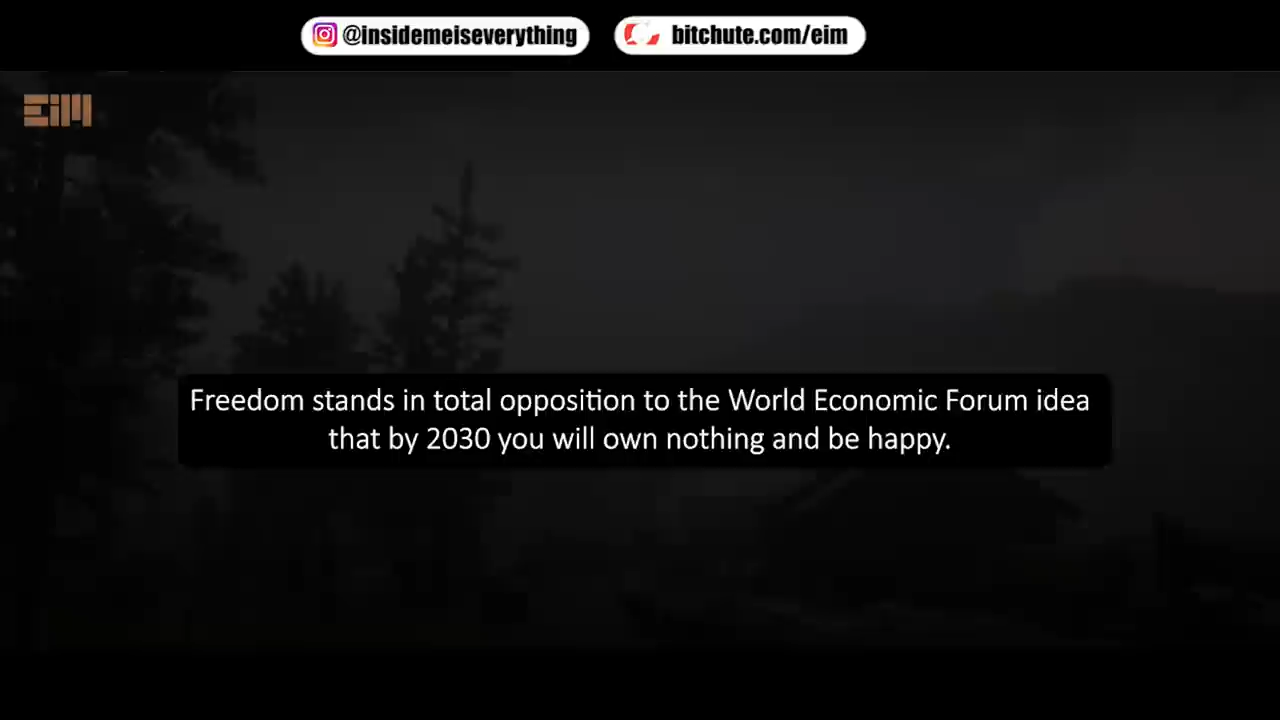 @insidemeiseverything bitchute.com/eim
EiM
Freedom stands in total opposition to the World Economic Forum idea
that by 2030 you will own nothing and be happy.